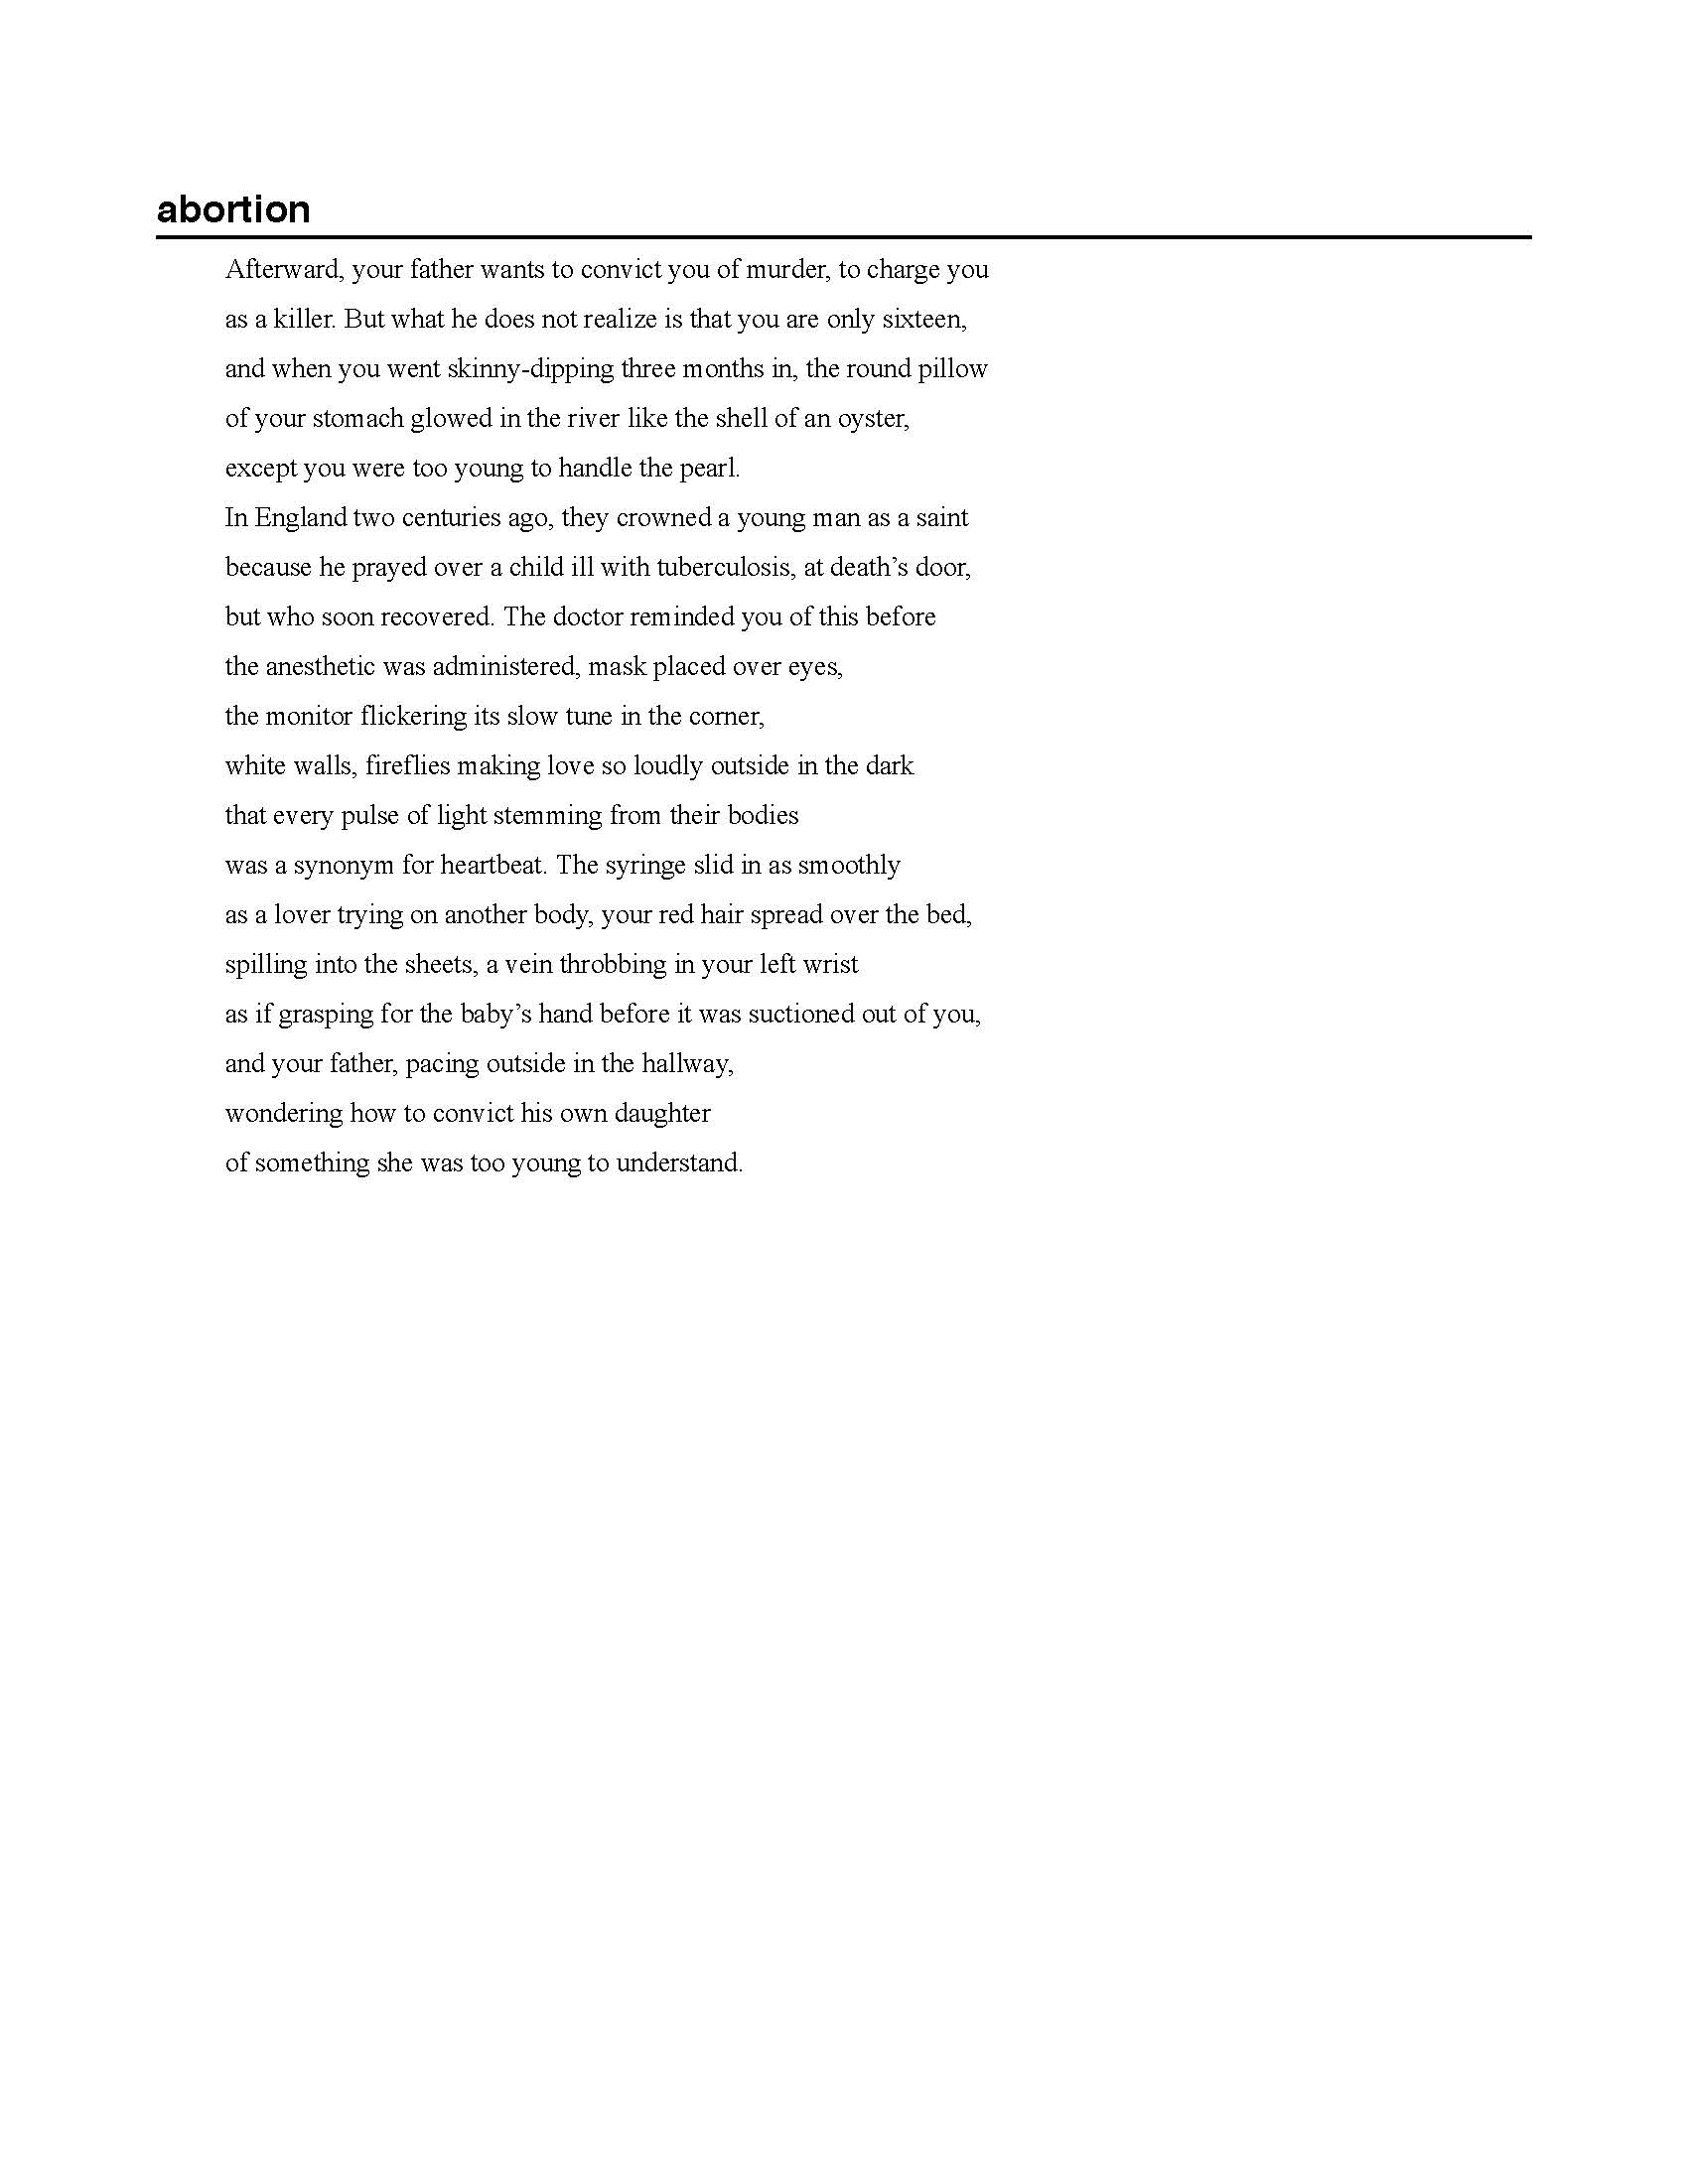 abortion
Afterward, your father wants to convict you of murder, to charge you
as a killer. But what he does not realize is that you are only sixteen,
and when you went skinny-dipping three months in, the round pillow
of your stomach glowed in the river like the shell of an oyster,
except you were too young to handle the pearl.
In England two centuries ago, they crowned a young man as a saint
because he prayed over a child ill with tuberculosis, at death’s door,
but who soon recovered. The doctor reminded you of this before
the anesthetic was administered, mask placed over eyes,
the monitor flickering its slow tune in the corner,
white walls, fireflies making love so loudly outside in the dark
that every pulse of light stemming from their bodies
was a synonym for heartbeat. The syringe slid in as smoothly
as a lover trying on another body, your red hair spread over the bed,
spilling into the sheets, a vein throbbing in your left wrist
as if grasping for the baby’s hand before it was suctioned out of you,
and your father, pacing outside in the hallway,
wondering how to convict his own daughter
of something she was too young to understand.